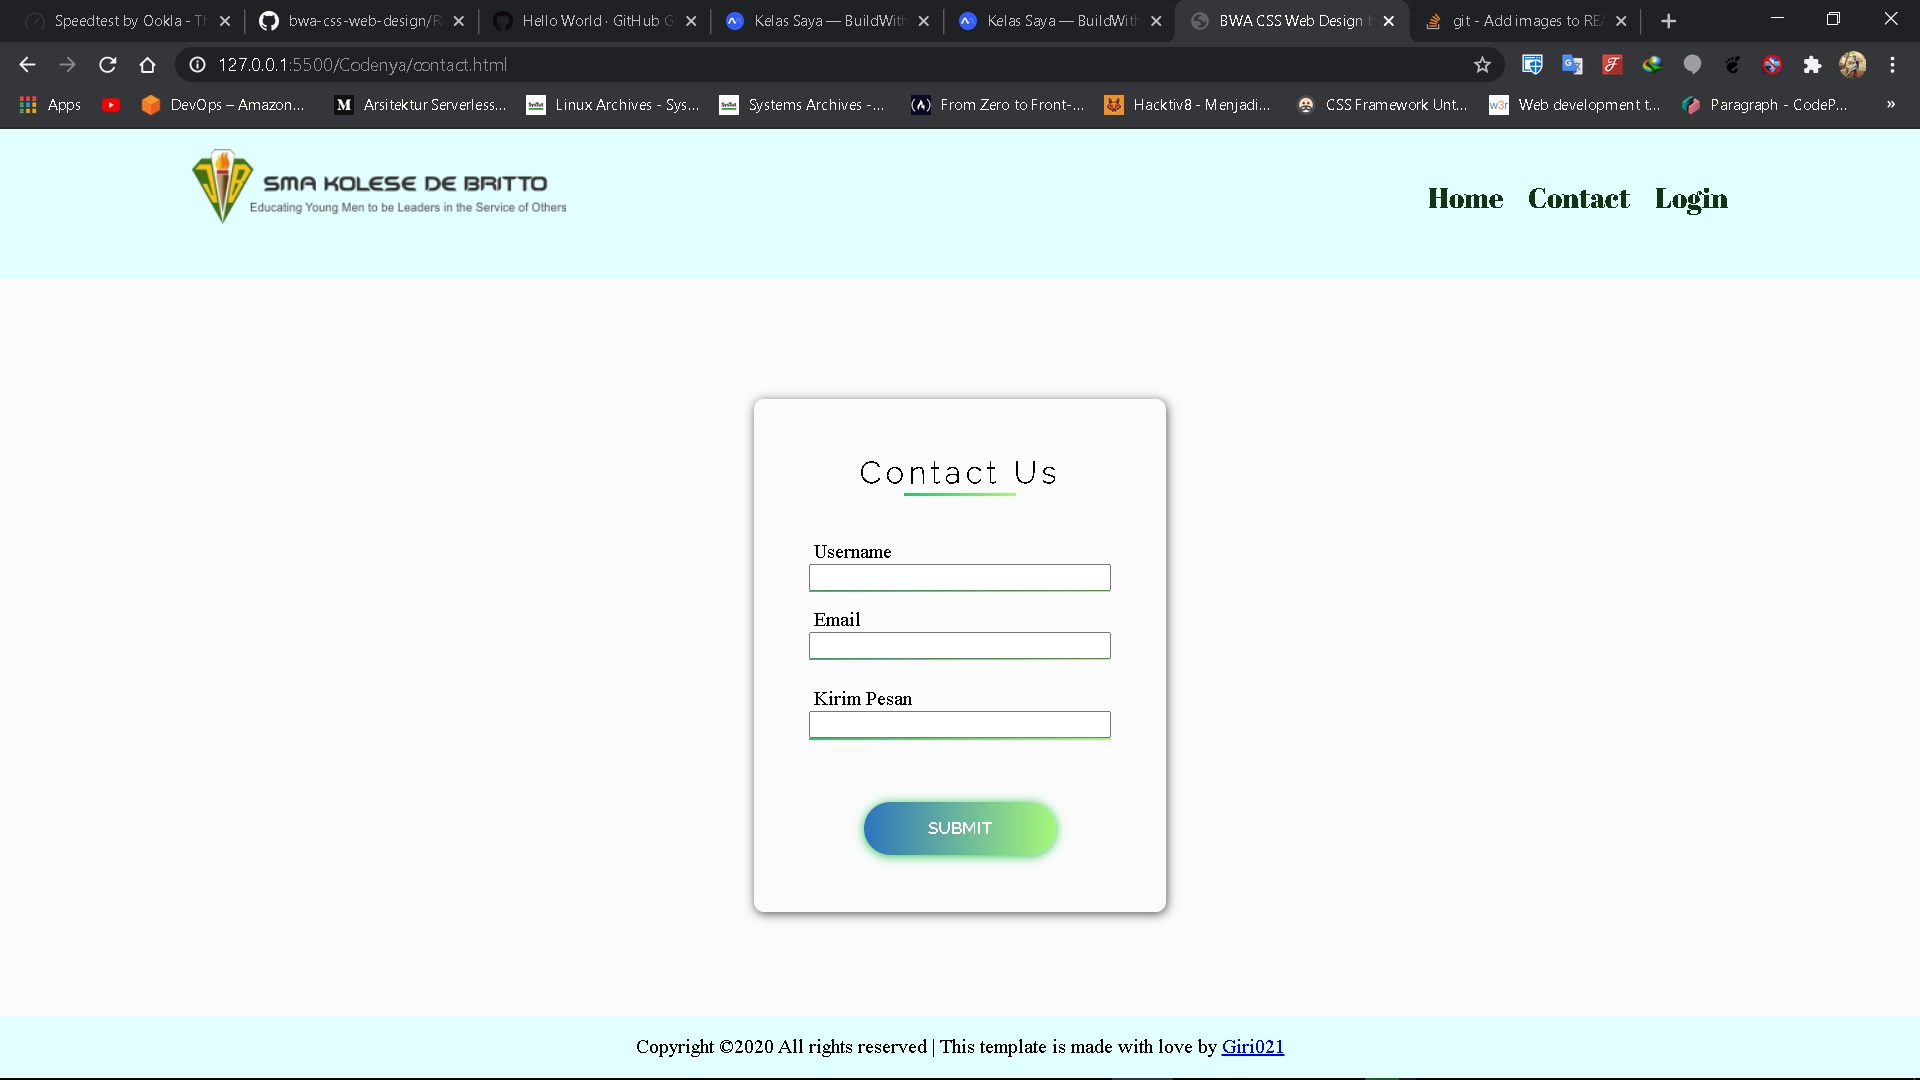 Speedtest by Ookla - Th
bwa-css-web-design/R
Hello World · GitHub G
Kelas Saya — BuildWith
Kelas Saya — BuildWith
BWA CSS Web Design
git - Add images to REA
127.0.0.1:5500/Codenya/contact.html
Apps
DevOps – Amazon...
Arsitektur Serverless...
Linux Archives - Sys...
Systems Archives -...
From Zero to Front-...
Hacktiv8 - Menjadi...
CSS Framework Unt...
w3r
Web development t...
Paragraph - CodeP...
»
SMA KOLESE DE BRITTO
Educating Young Men to be Leaders in the Service of Others
Home Contact Login
Contact Us
Username
Email
Kirim Pesan
SUBMIT
Copyright ©2020 All rights reserved | This template is made with love by Giri021